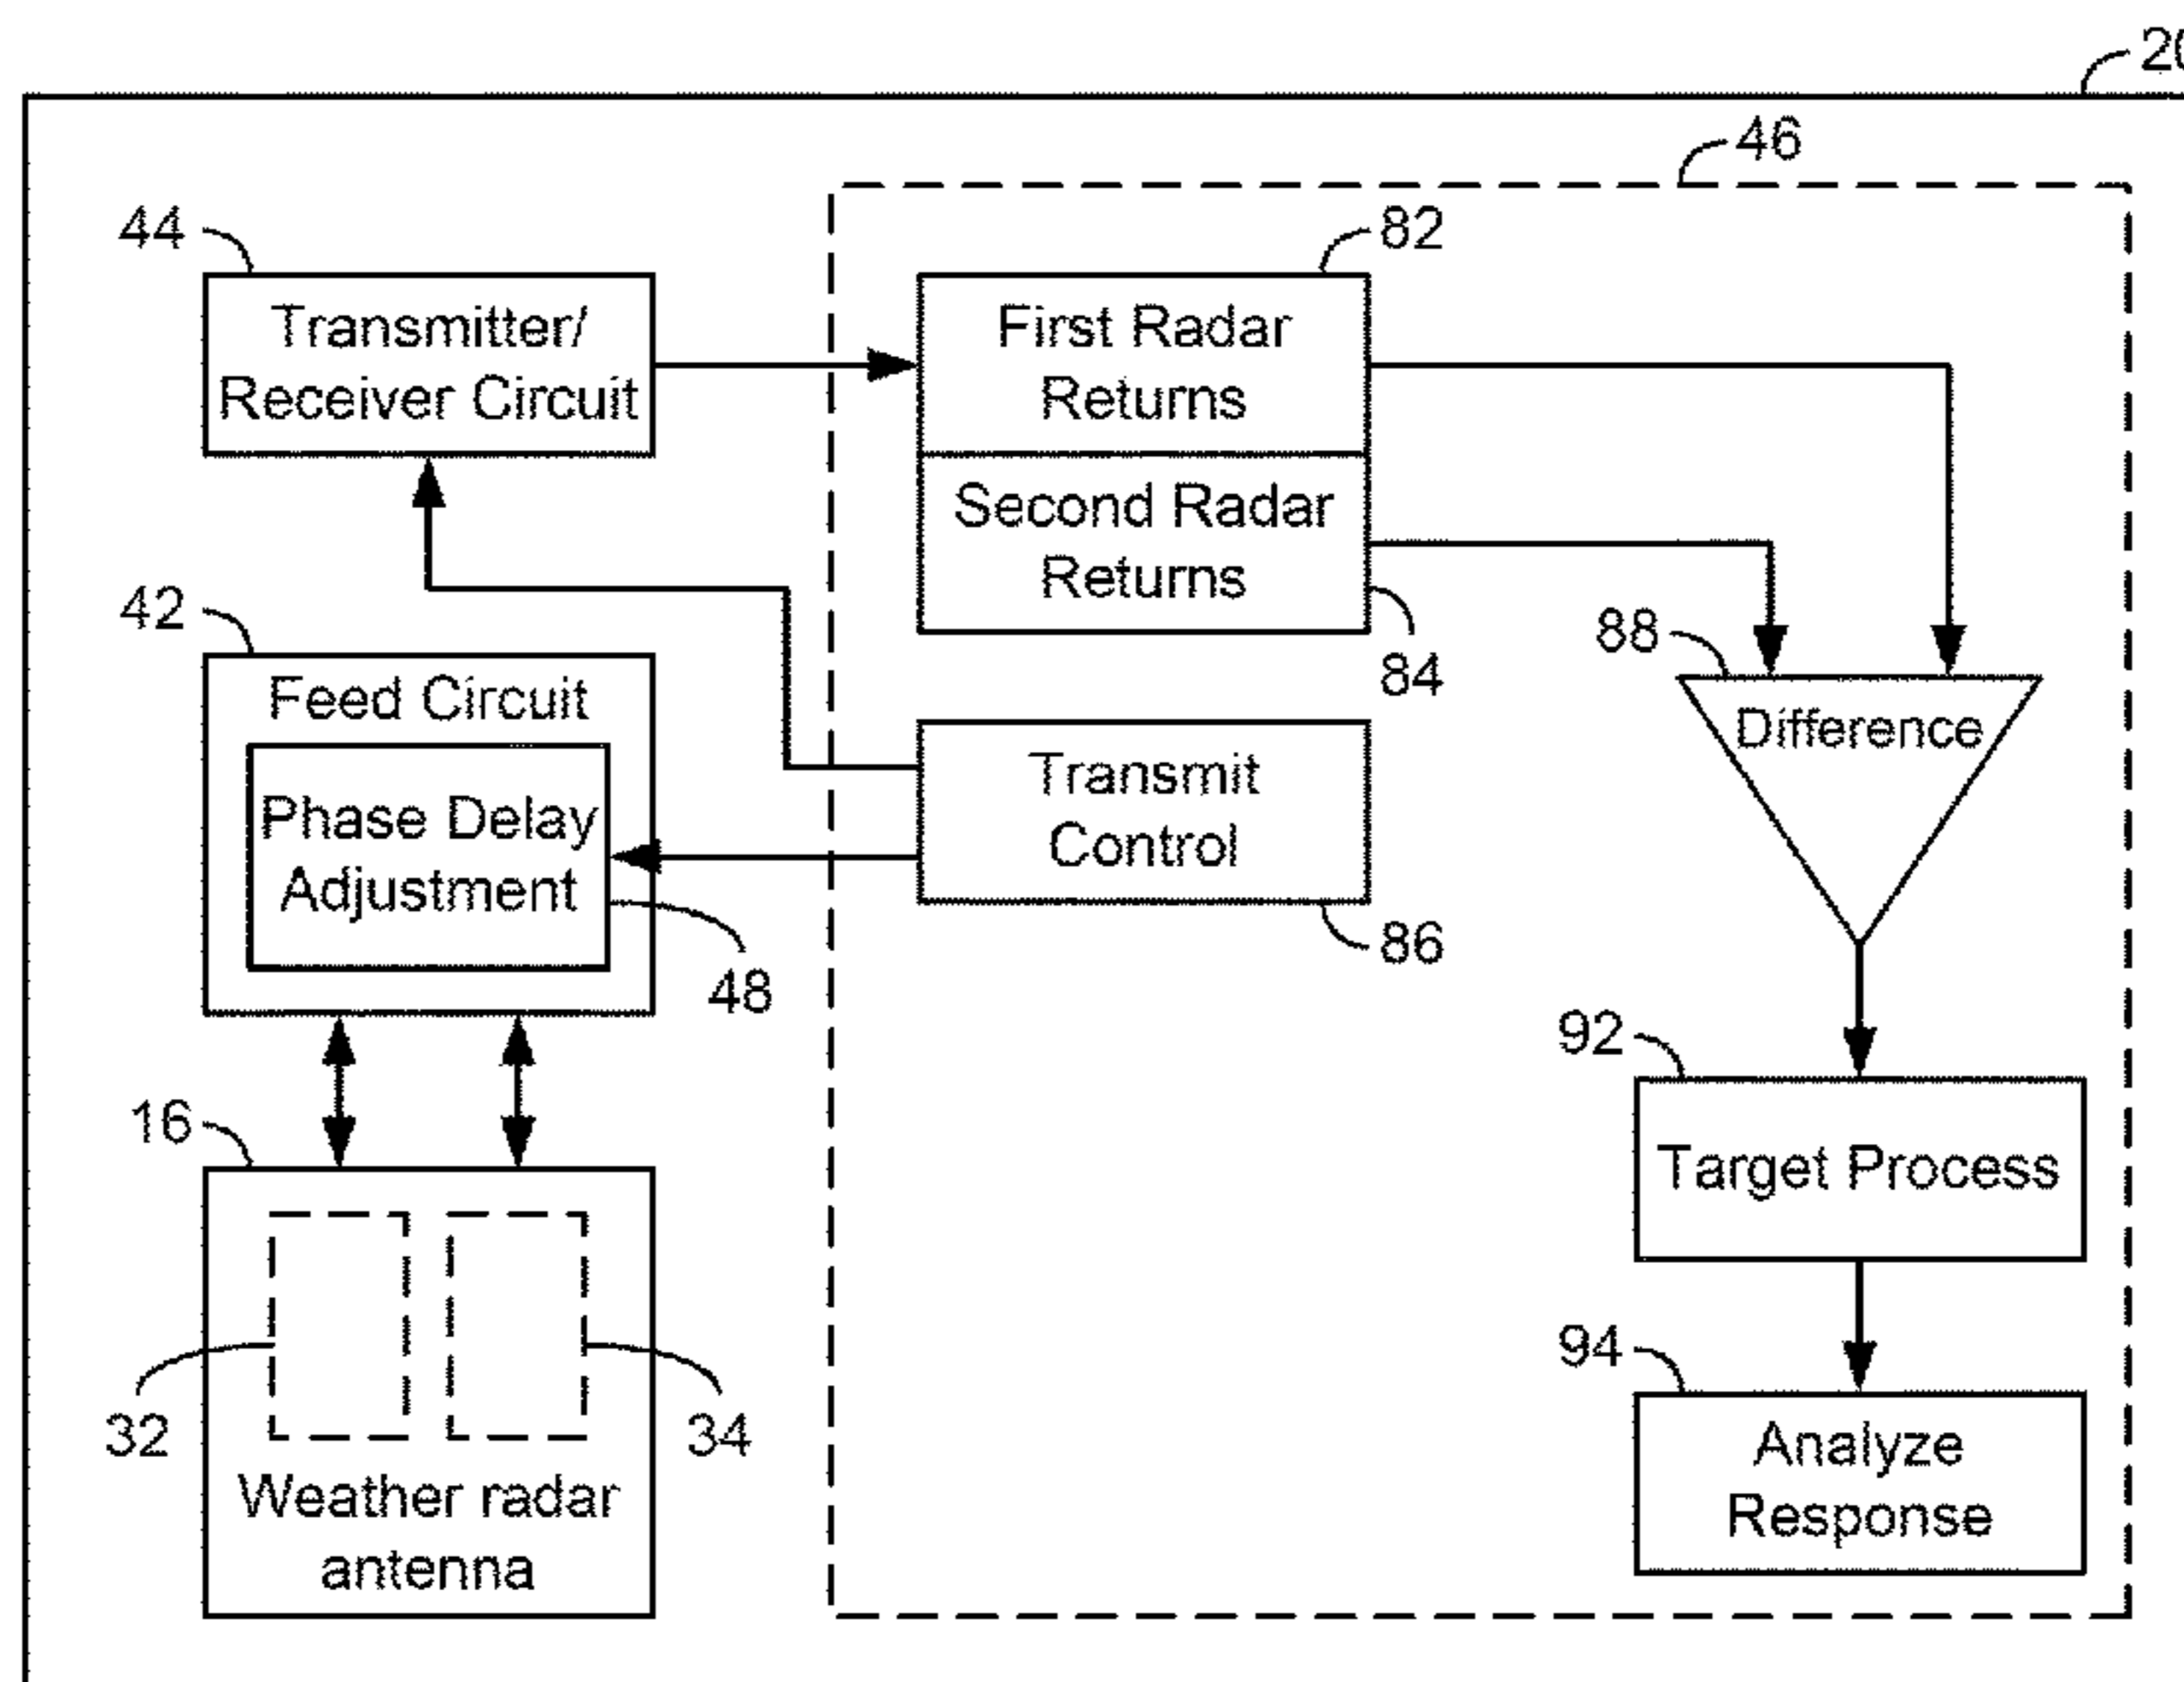 20
46
44
82
Transmitter/
Receiver Circuit
First Radar
Returns
Second Radar
Returns
84
42
88
Feed Circuit
Phase Delay
Adjustment
48
Transmit
Control
86
Difference
92
Target Process
16
32
34
Weather radar
antenna
94
Analyze
Response